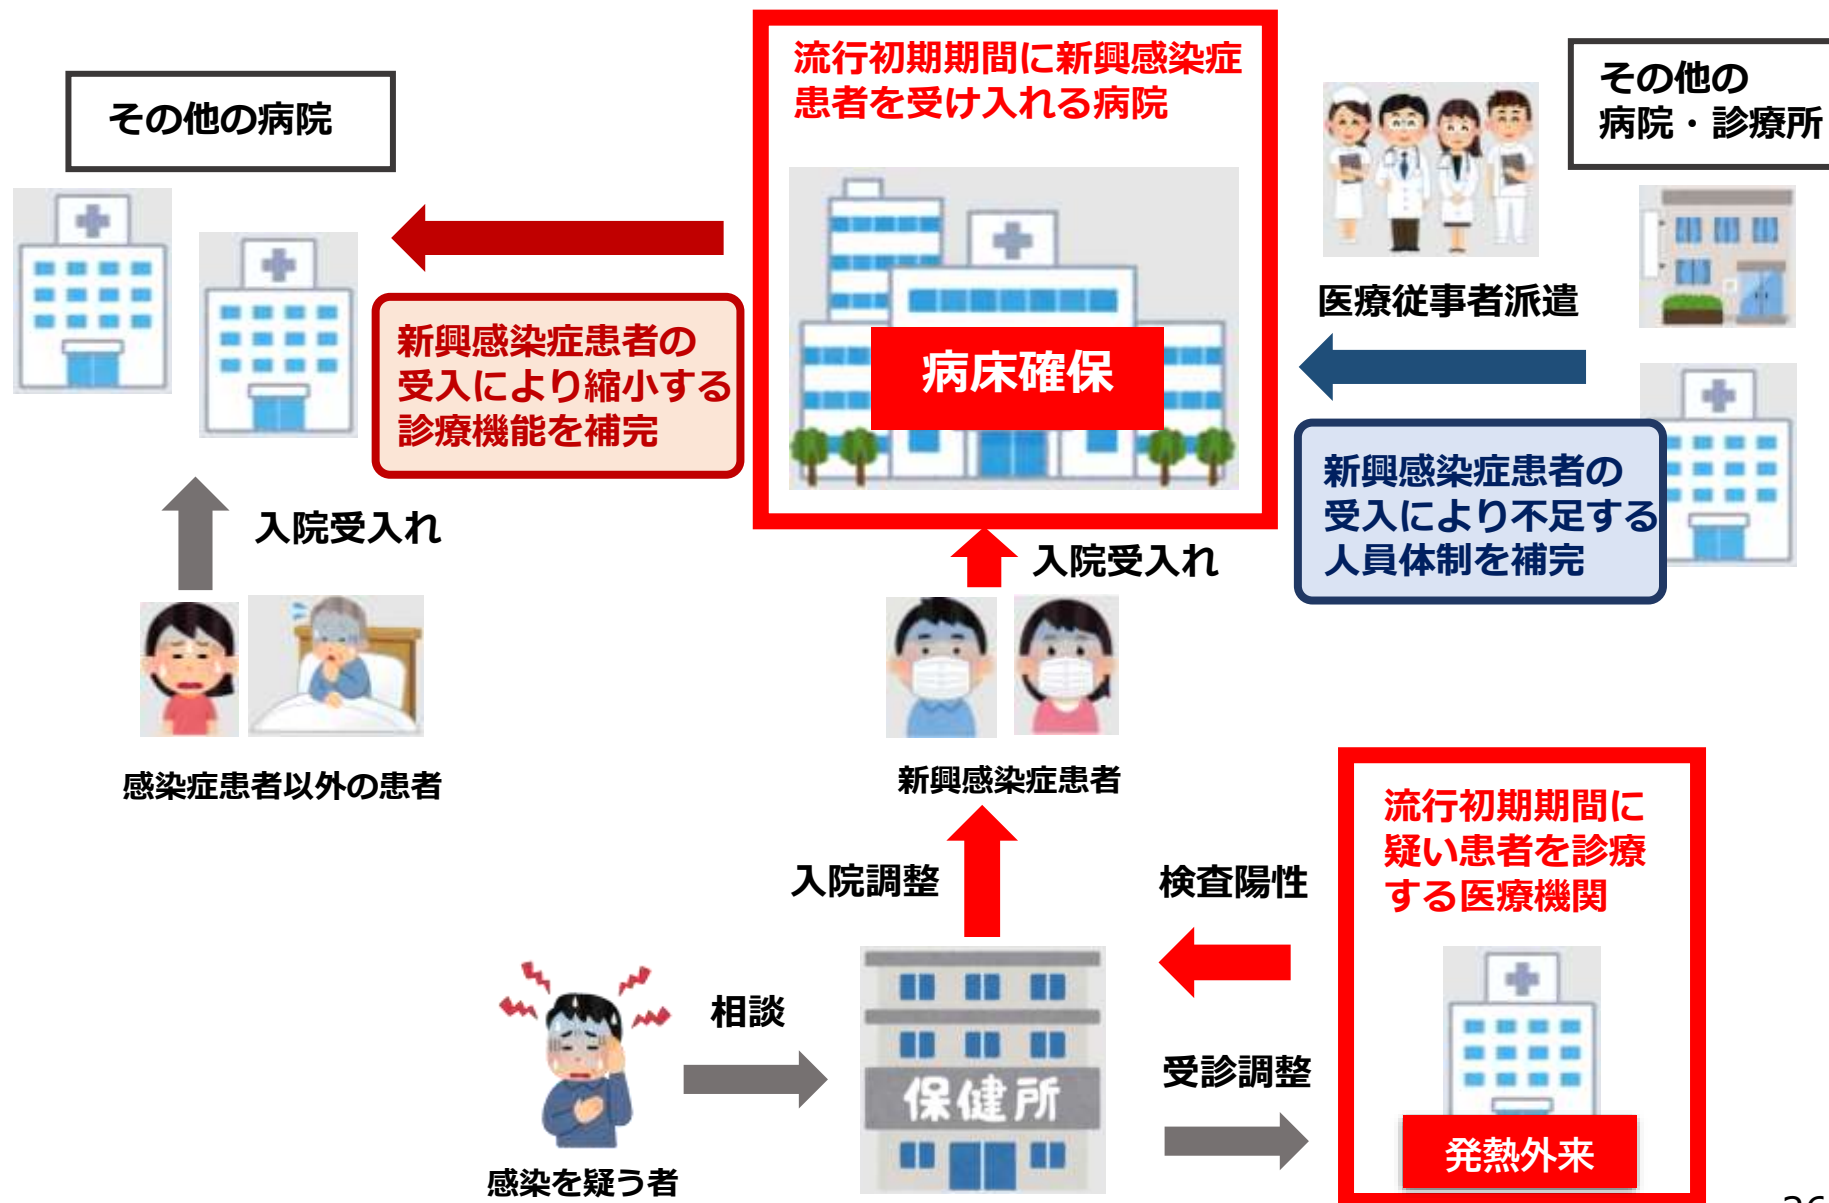 流行初期期間に新興感染症
患者を受け入れる病院
その他の病院
その他の
病院・診療所
医療従事者派遣
新興感染症患者の
受入により縮小する
診療機能を補完
病床確保
新興感染症患者の
受入により不足する
人員体制を補完
入院受入れ
入院受入れ
感染症患者以外の患者
新興感染症患者
流行初期期間に
疑い患者を診療
する医療機関
入院調整
検査陽性
相談
受診調整
保健所
発熱外来
感染を疑う者